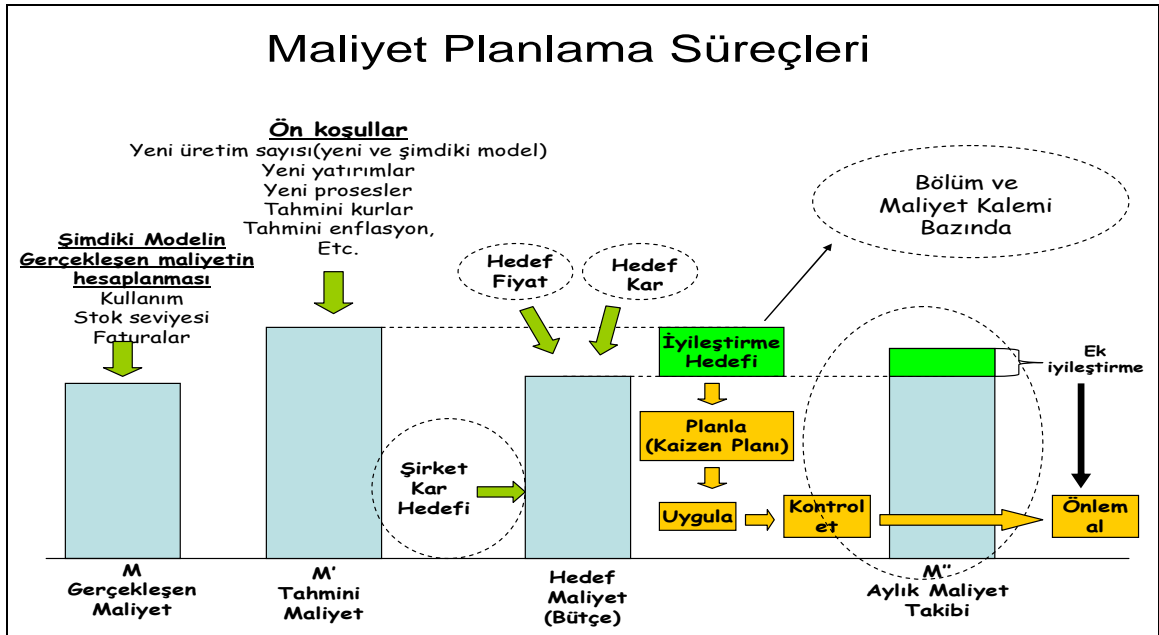 Maliyet Planlama Süreçleri
Ön koşullar
Yeni üretim sayısı(yeni ve şimdiki model)
Yeni yatırımlar
Yeni prosesler
Tahmini kurlar
Tahmini enflasyon,
Etc.
Şimdiki Modelin
Gerçekleşen maliyetin
hesaplanması
Kullanım
Stok seviyesi
Faturalar
Hedef
Fiyat
Hedef
Kar
Bölüm ve
Maliyet Kalemi
Bazında
İyileştirme
Hedefi
Ek
iyileştirme
Planla
(Kaizen Planı)
Şirket
Kar
Hedefi
Uygula
Kontrol
et
Önlem
al
M
Gerçekleşen
Maliyet
M'
Tahmini
Maliyet
Hedef
Maliyet
(Bütçe)
M''
Aylık Maliyet
Takibi